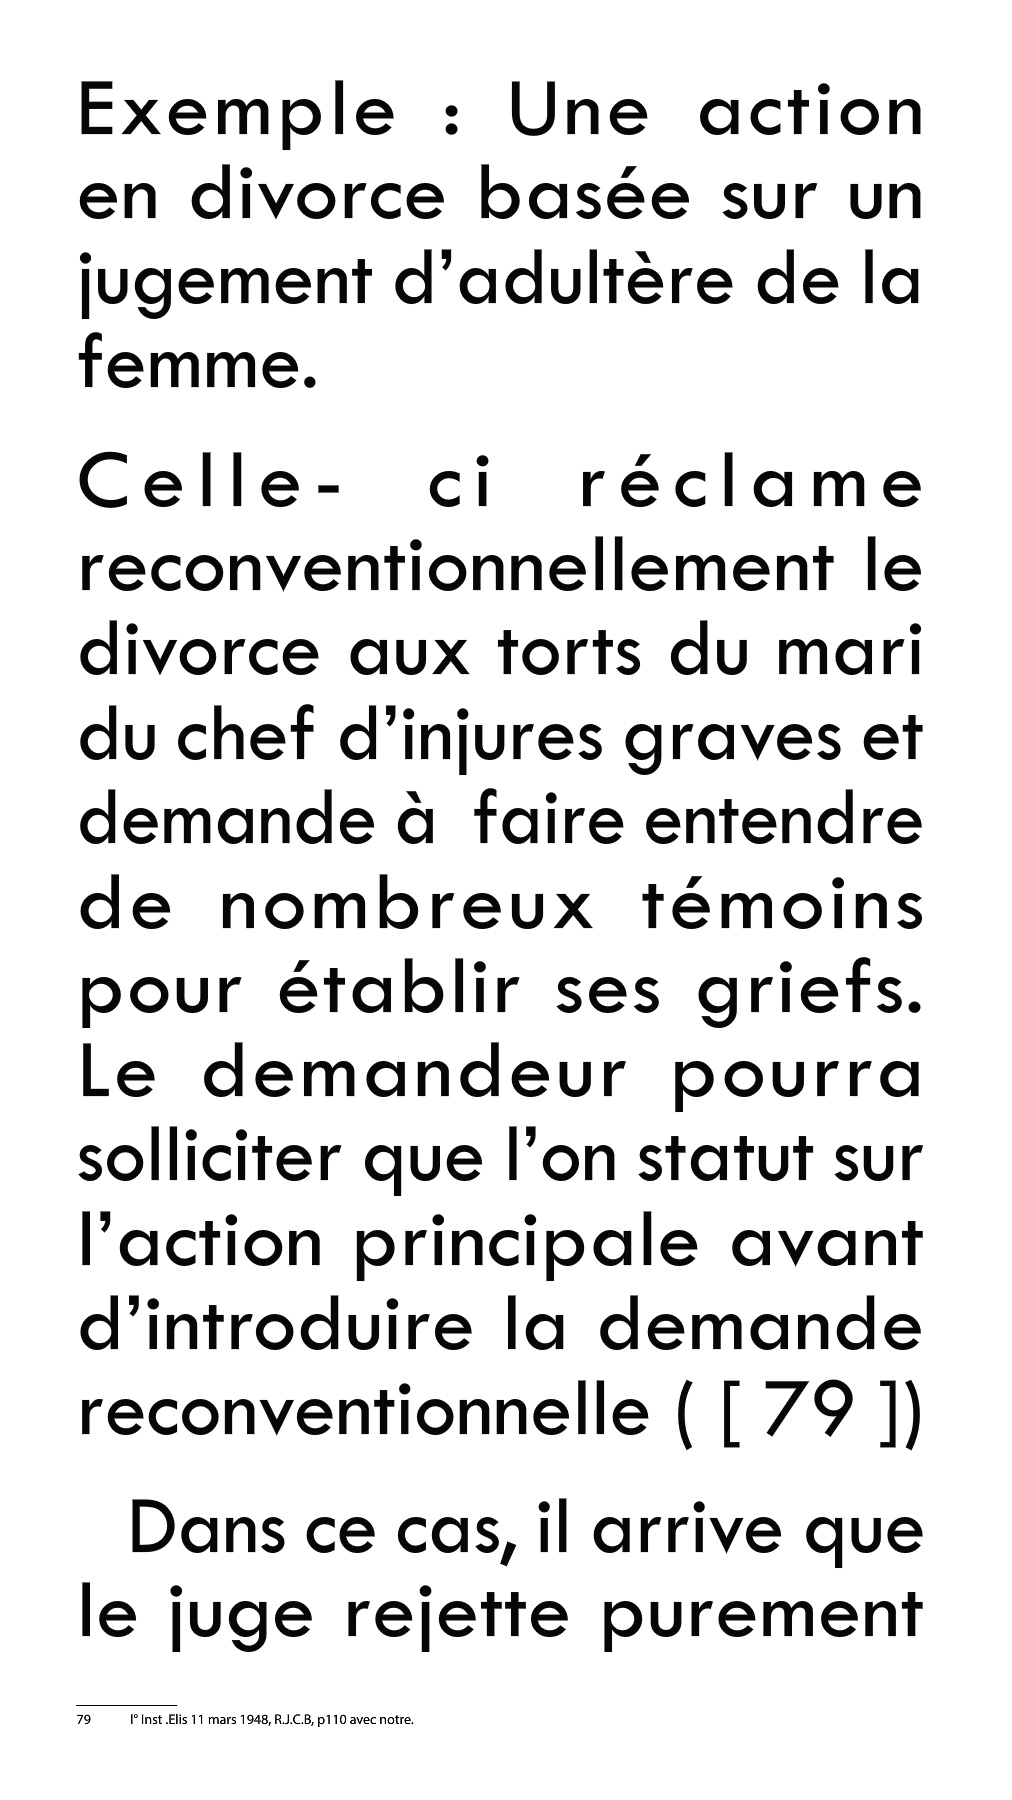 Exemple : Une action
en divorce basée sur un
jugement d’adultère de la
femme.
Celle- ci réclame
reconventionnellement le
divorce aux torts du mari
du chef d’injures graves et
demande à faire entendre
de nombreux témoins
pour établir ses griefs.
Le demandeur pourra
solliciter que l’on statut sur
l’action principale avant
d’introduire la demande
reconventionnelle ( [ 79 ])
Dans ce cas, il arrive que
le juge rejette purement
79 I° Inst .Elis 11 mars 1948, R.J.C.B, p110 avec notre.